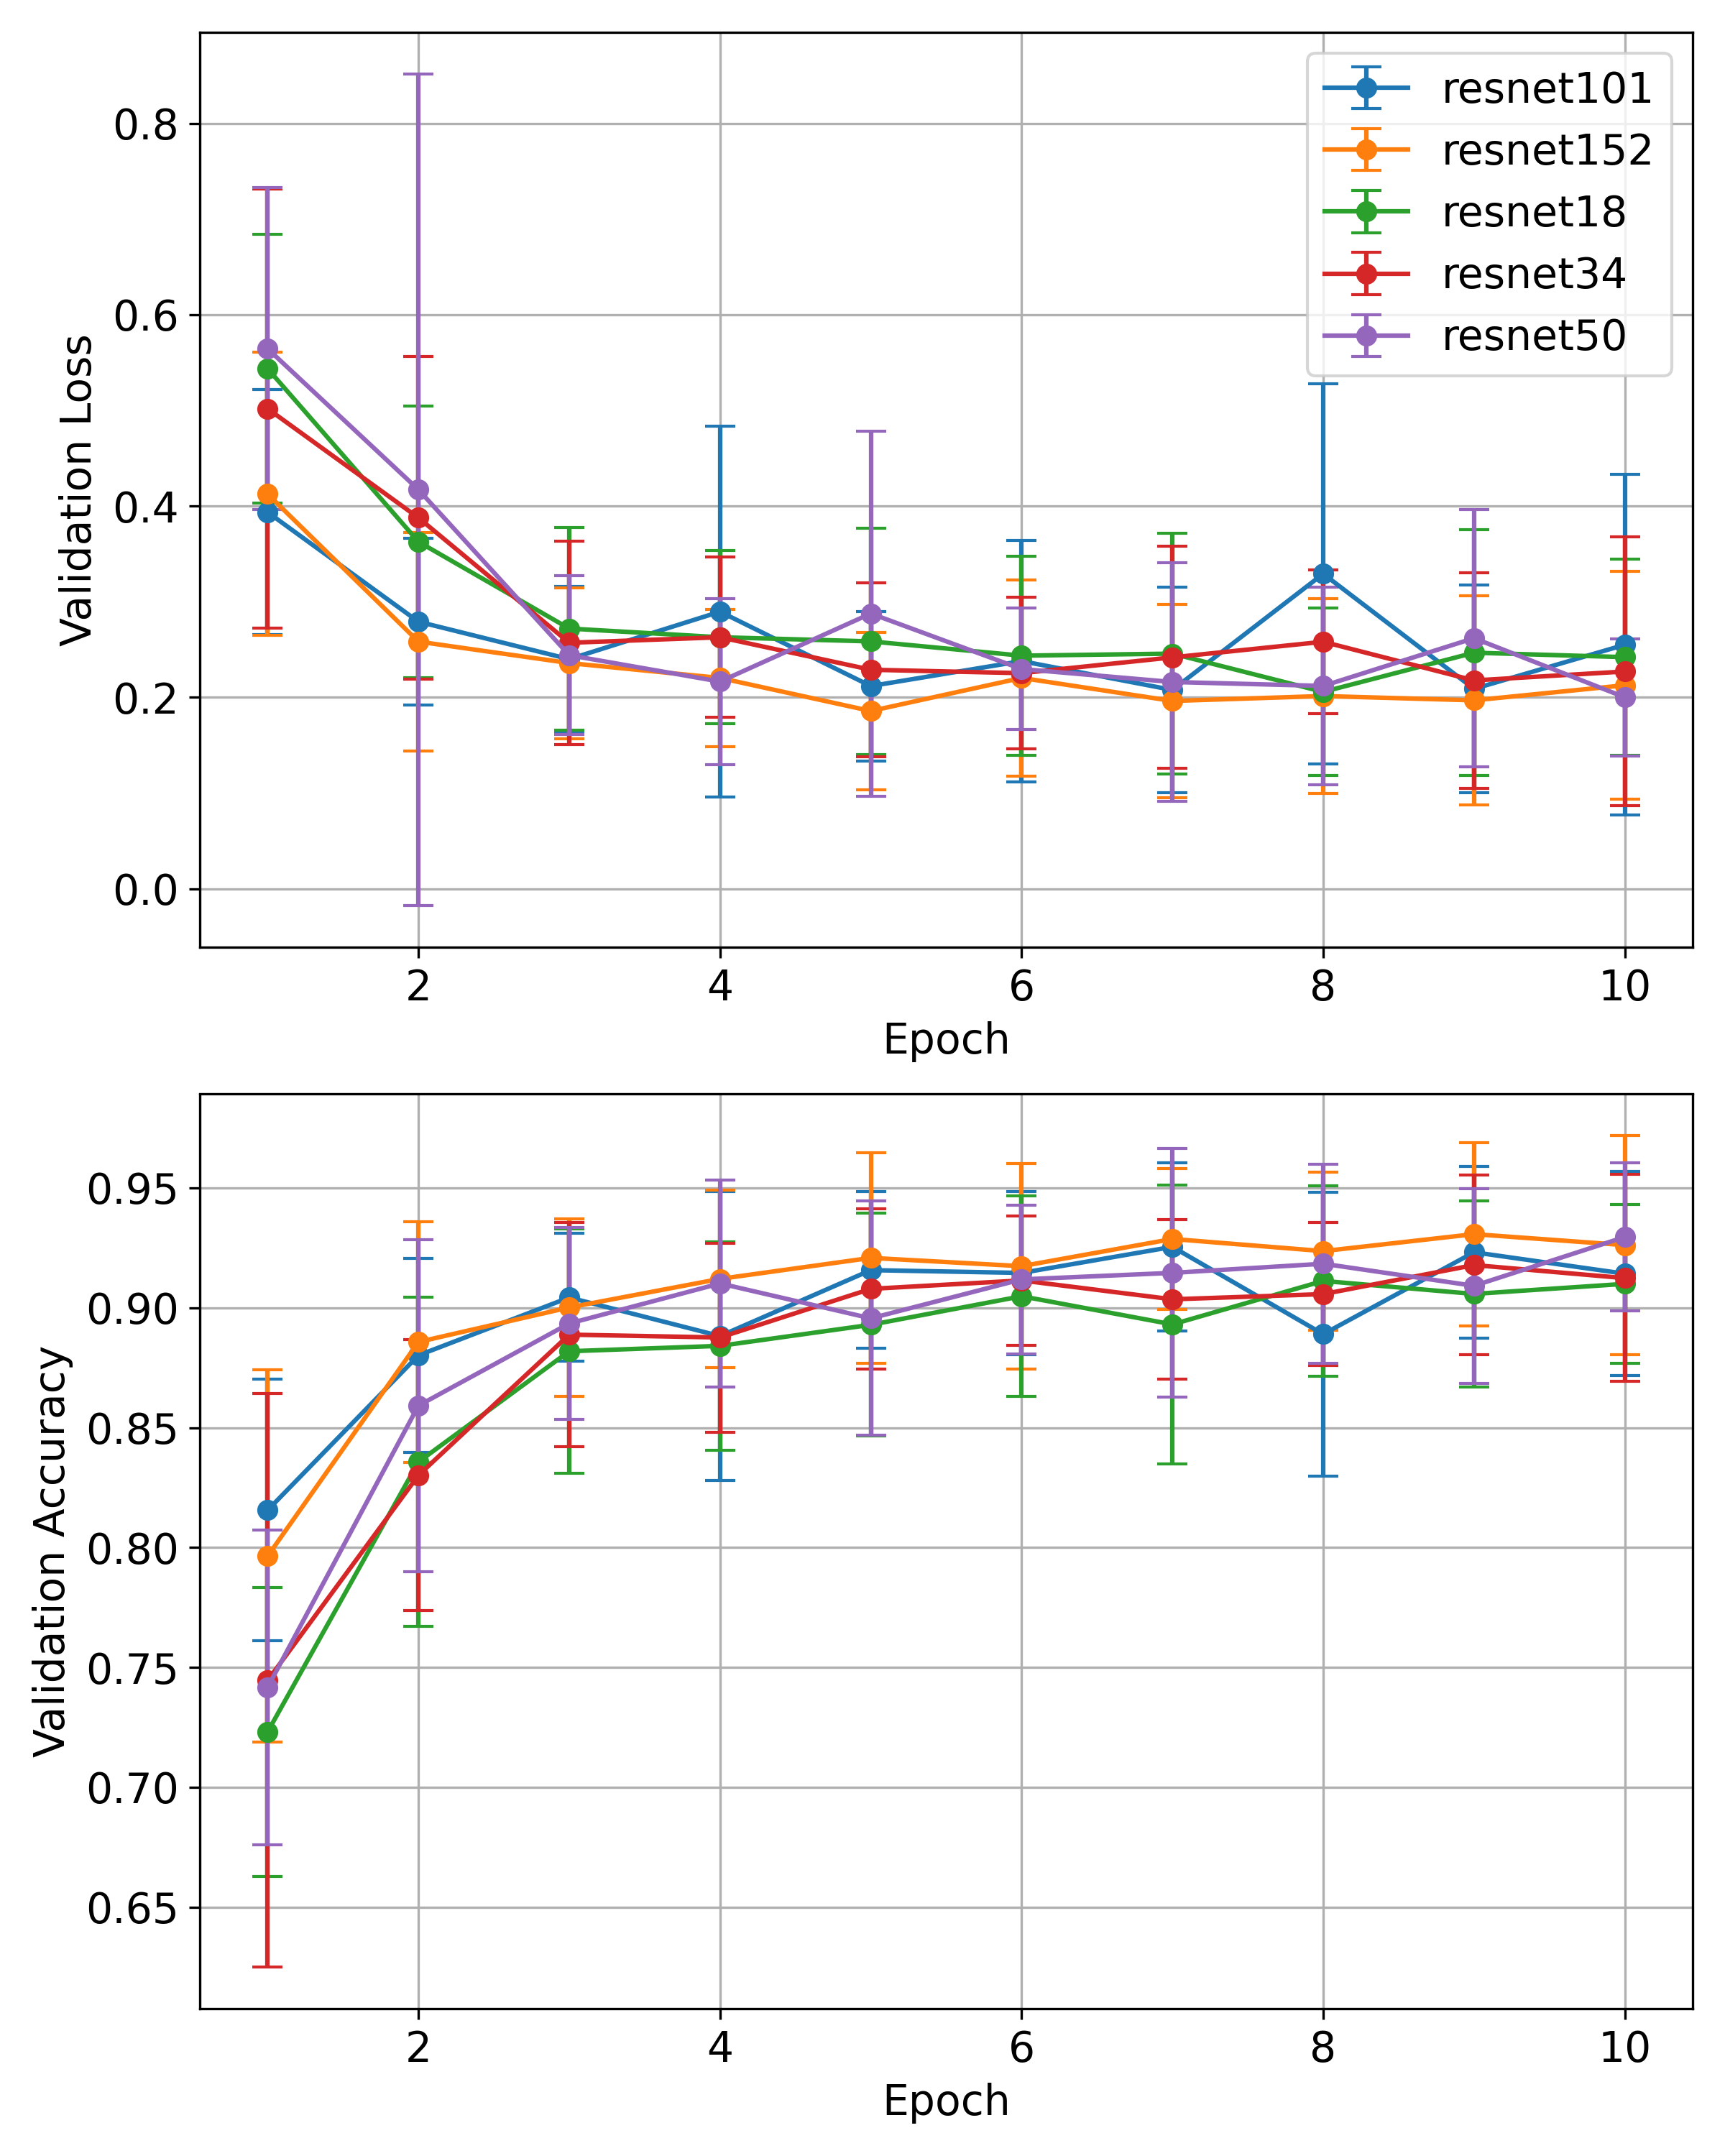 0.8
0.6
0.4
0.2
0.0
Validation Loss
resnet101
resnet152
resnet18
resnet34
resnet50
2 4 6 8 10
Epoch
0.95
0.90
0.85
0.80
0.75
0.70
0.65
Validation Accuracy
2 4 6 8 10
Epoch